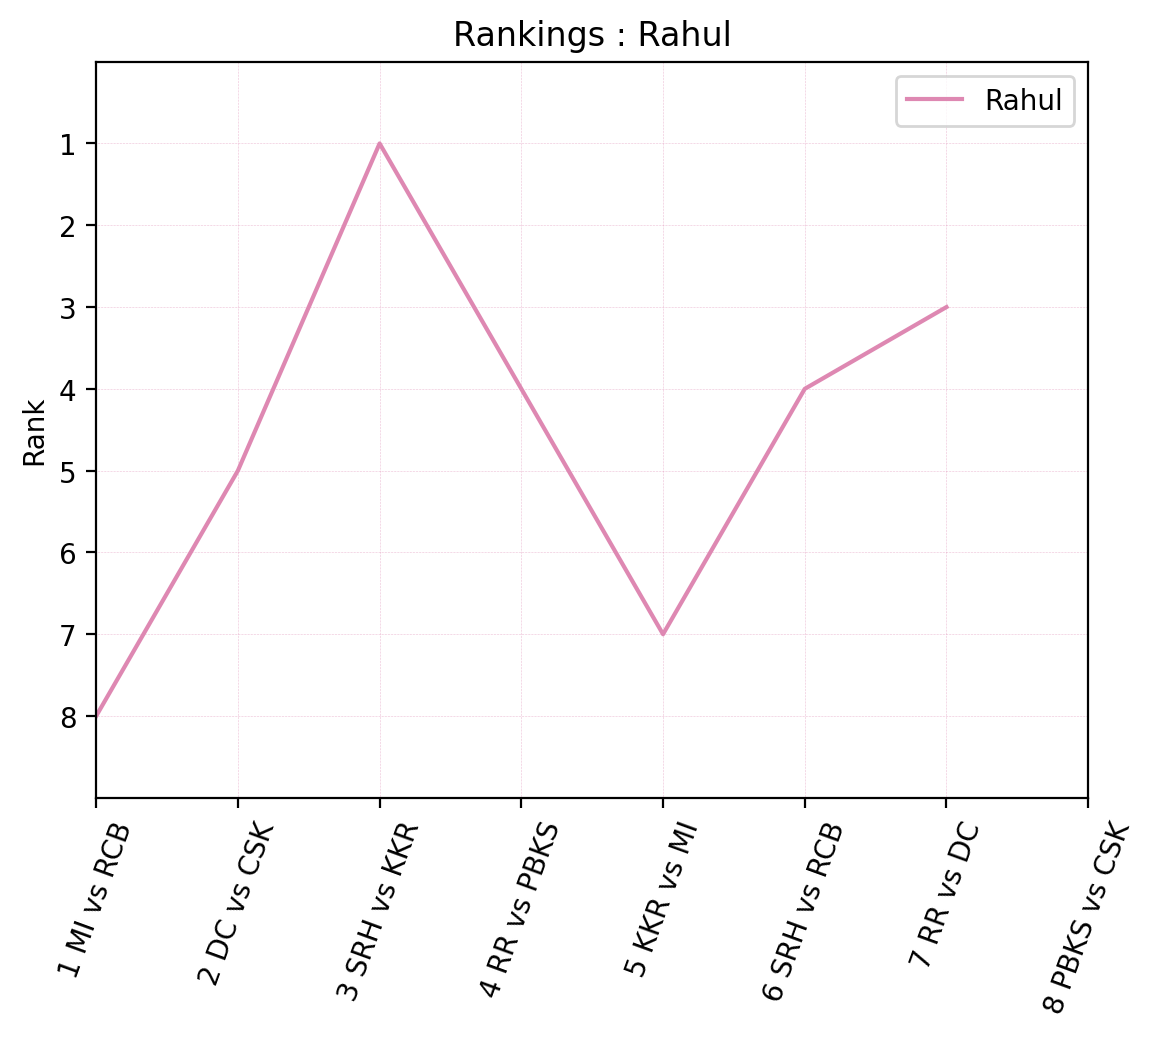 Rankings : Rahul
Rahul
Rank
1
2
3
4
5
6
7
8
1 MI vs RCB
2 DC vs CSK
3 SRH vs KKR
4 RR vs PBKS
5 KKR vs MI
6 SRH vs RCB
7 RR vs DC
8 PBKS vs CSK